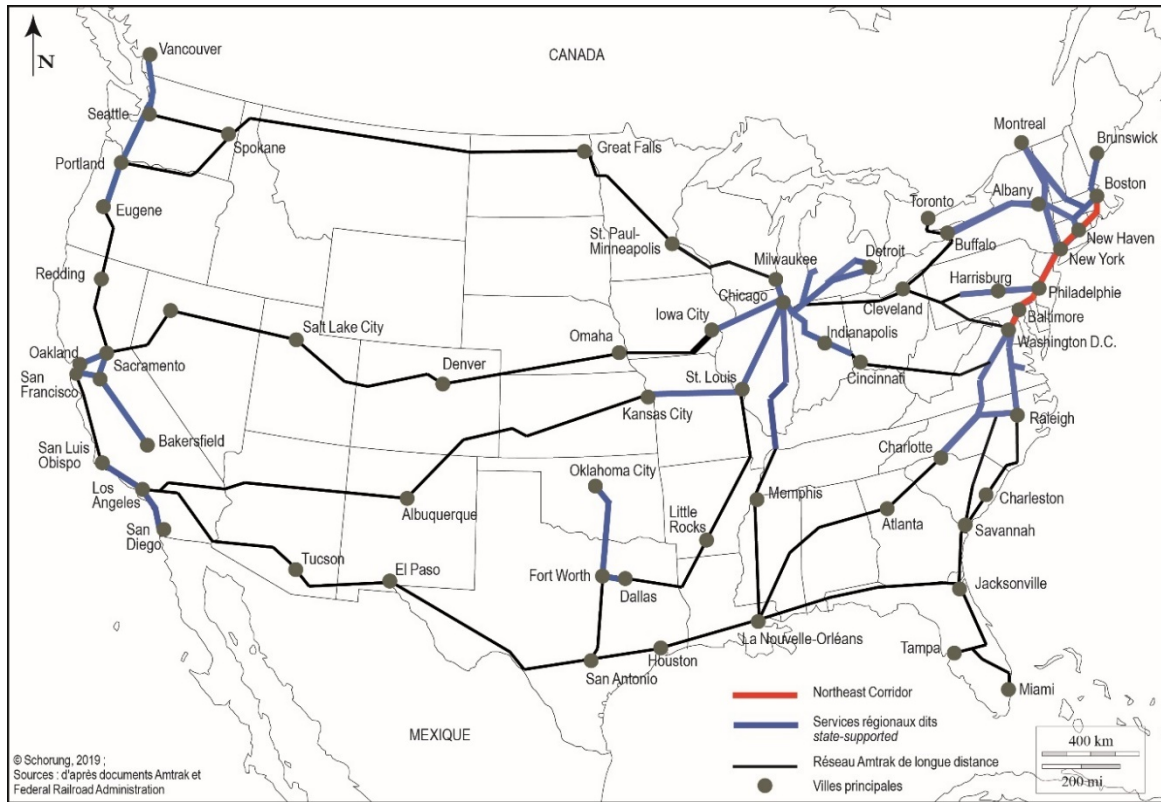 N
CANADA
Vancouver
Seattle
Spokane
Portland
Eugene
Redding
Great Falls
St. Paul-
Minneapolis
Milwaukee
Chicago
Detroit
Toronto
Buffalo
Montreal
Albany
Brunswick
Boston
New Haven
New York
Harrisburg
Philadelphie
Baltimore
Washington D.C.
Cleveland
Iowa City
Indianapolis
Cincinnati
Omaha
Salt Lake City
Denver
Oakland
Sacramento
San
Francisco
Bakersfield
San Luis
Obispo
Los
Angeles
San
Diego
St. Louis
Kansas City
Raleigh
Charlotte
Oklahoma City
Albuquerque
Memphis
Little
Rocks
Atlanta
Charleston
Savannah
Tucson
El Paso
Fort Worth
Dallas
Jacksonville
La Nouvelle-Orléans
Houston
San Antonio
Tampa
Miami
MEXIQUE
Northeast Corridor
Services régionaux dits
state-supported
Réseau Amtrak de longue distance
Villes principales
400 km
200 mi
© Schorung, 2019 ;
Sources : d'après documents Amtrak et
Federal Railroad Administration